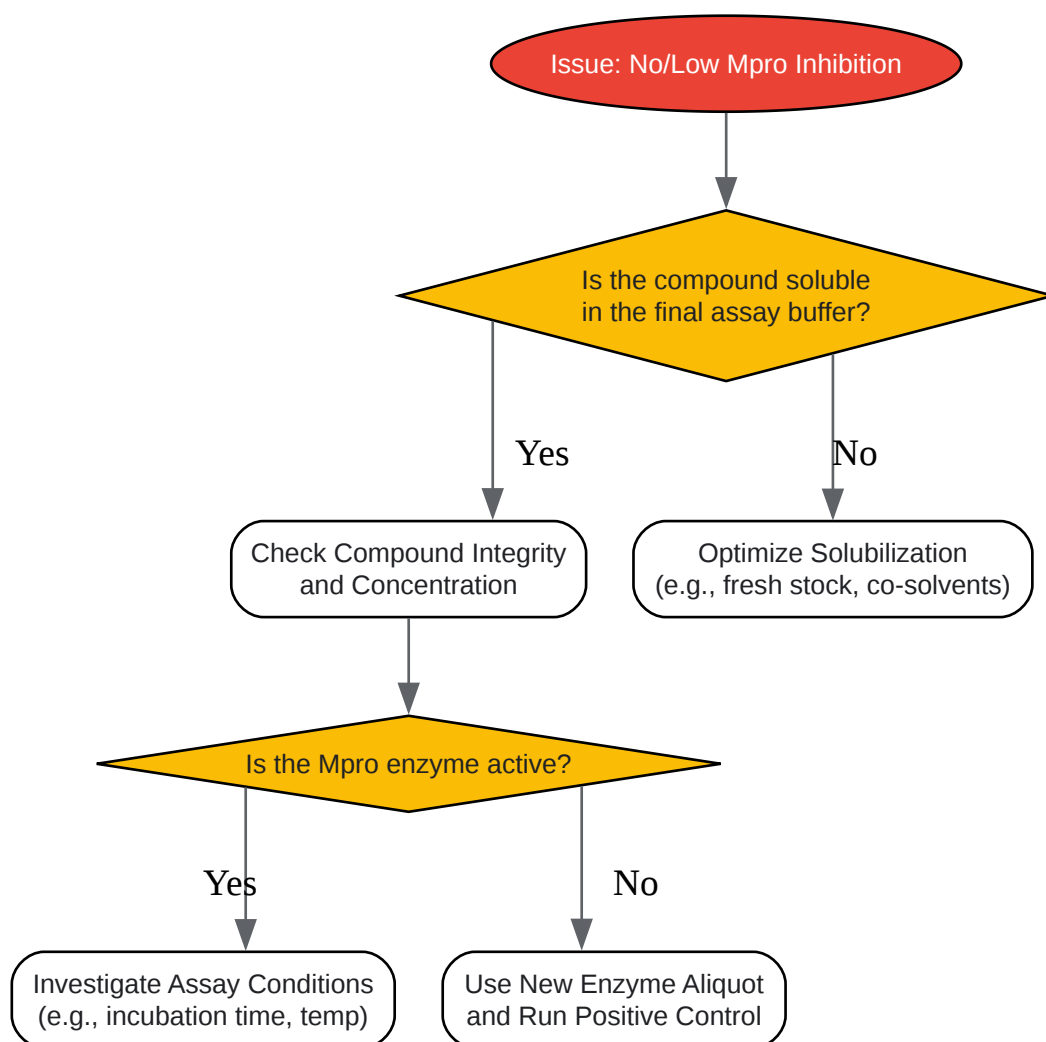 Issue: No/Low Mpro Inhibition
Is the compound soluble
in the final assay buffer?
Yes
No
Check Compound Integrity
and Concentration
Optimize Solubilization
(e.g., fresh stock, co-solvents)
Is the Mpro enzyme active?
Yes
No
Investigate Assay Conditions
(e.g., incubation time, temp)
Use New Enzyme Aliquot
and Run Positive Control